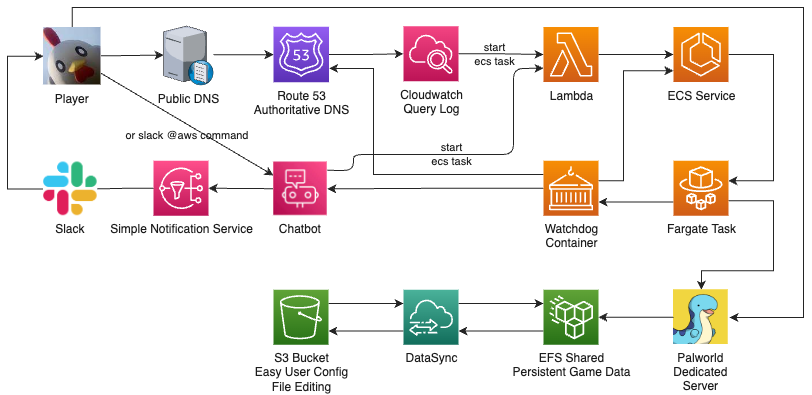 start
ecs task
53
Player
Public DNS
Route 53
Authoritative DNS
Cloudwatch
Query Log
Lambda
ECS Service
or slack @aws command
start
ecs task
Slack
Simple Notification Service
Chatbot
Watchdog
Container
Fargate Task
S3 Bucket
Easy User Config
File Editing
DataSync
EFS Shared
Persistent Game Data
Palworld
Dedicated
Server